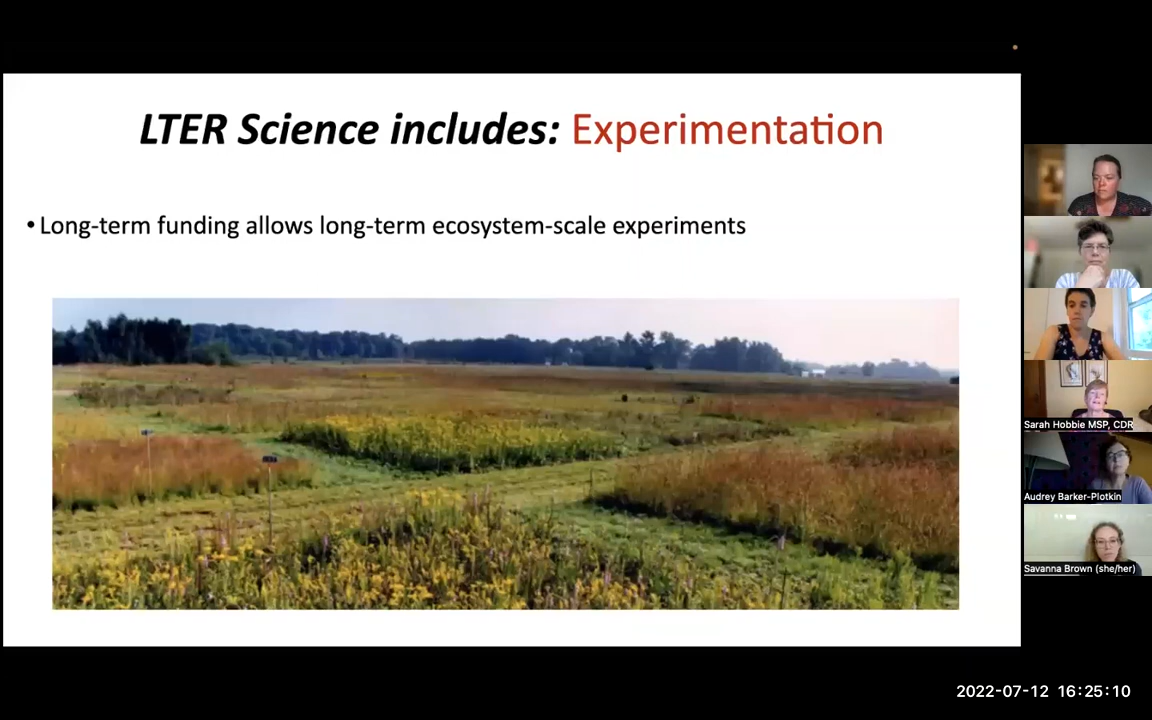 LTER Science includes: Experimentation
• Long-term funding allows long-term ecosystem-scale experiments
Sarah Hobbie MSP, CDR
Audrey Barker-Plotkin
Savanna Brown (she/her)
2022-07-12 16:25:10